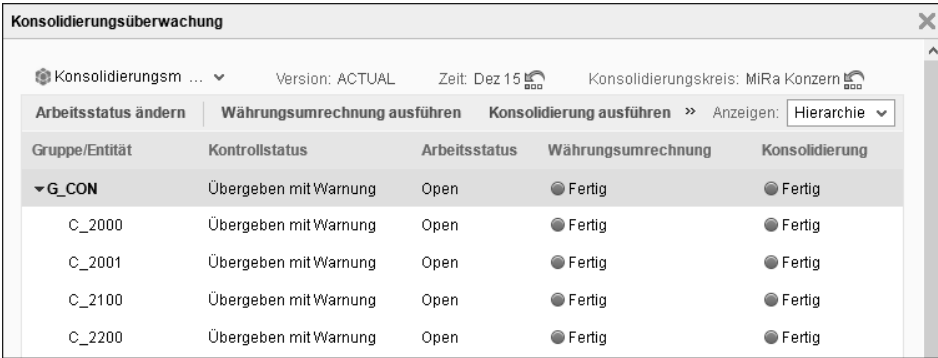 Konsolidierungsüberwachung
Konsolidierungsm ... Version: ACTUAL Zeit: Dez 15 Konsolidierungskreis: MiRa Konzern
Arbeitsstatus ändern Währungsumrechnung ausführen Konsolidierung ausführen » Anzeigen: Hierarchie
Gruppe/Entität Kontrollstatus Arbeitsstatus Währungsumrechnung Konsolidierung
G_CON Übergeben mit Warnung Open Fertig Fertig
C_2000 Übergeben mit Warnung Open Fertig Fertig
C_2001 Übergeben mit Warnung Open Fertig Fertig
C_2100 Übergeben mit Warnung Open Fertig Fertig
C_2200 Übergeben mit Warnung Open Fertig Fertig